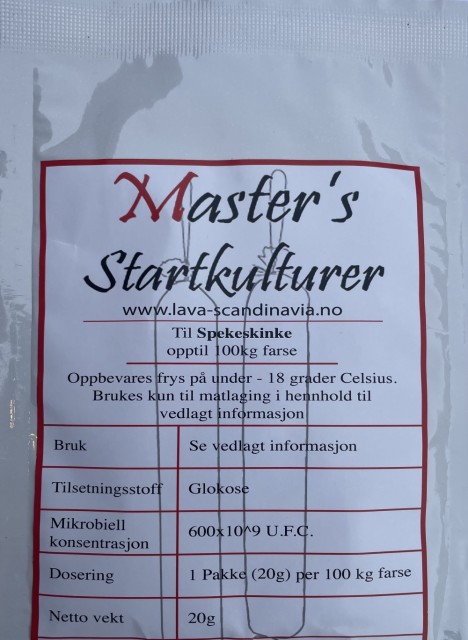 Master's
Startkulturer
www.lava-scandinavia.no
Til Spekeskinke
opptil 100kg farse
Oppbevares frys på under - 18 grader Celsius.
Brukes kun til matlaging i hennhold til
vedlagt informasjon
Bruk Se vedlagt informasjon
Tilsetningsstoff Glokose
Mikrobiell
konsentrasjon 600x10^9 U.F.C.
Dosering 1 Pakke (20g) per 100 kg farse
Netto vekt 20g